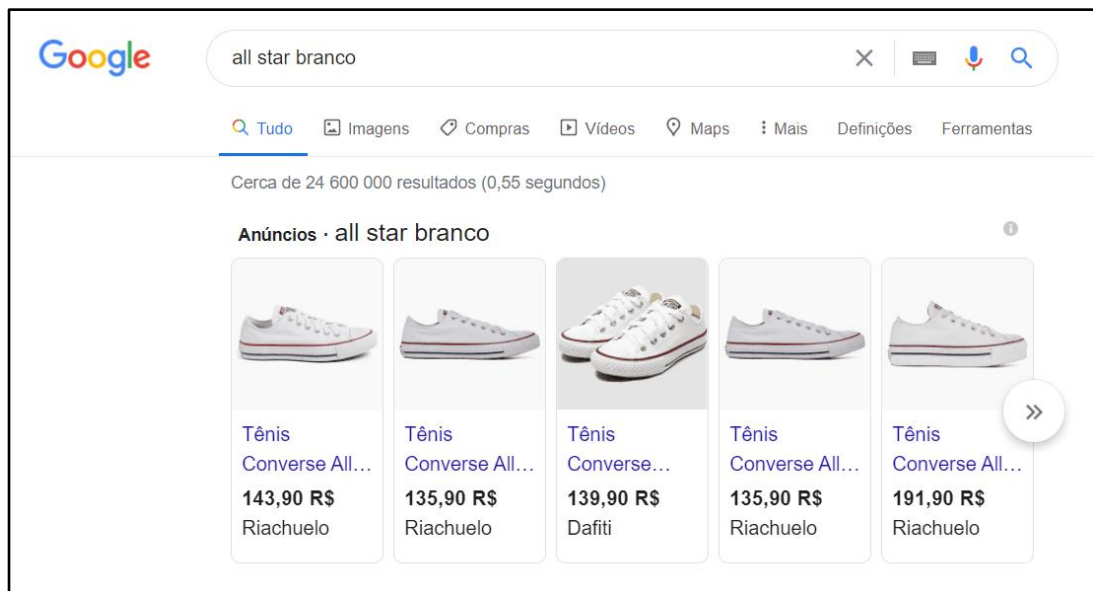 Google
all star branco
Tudo Imagens Compras Vídeos Maps Mais Definições Ferramentas
Cerca de 24 600 000 resultados (0,55 segundos)
Anúncios · all star branco
Tênis
Converse All...
143,90 R$
Riachuelo
Tênis
Converse All...
135,90 R$
Riachuelo
Tênis
Converse...
139,90 R$
Dafiti
Tênis
Converse All...
135,90 R$
Riachuelo
Tênis
Converse All...
191,90 R$
Riachuelo